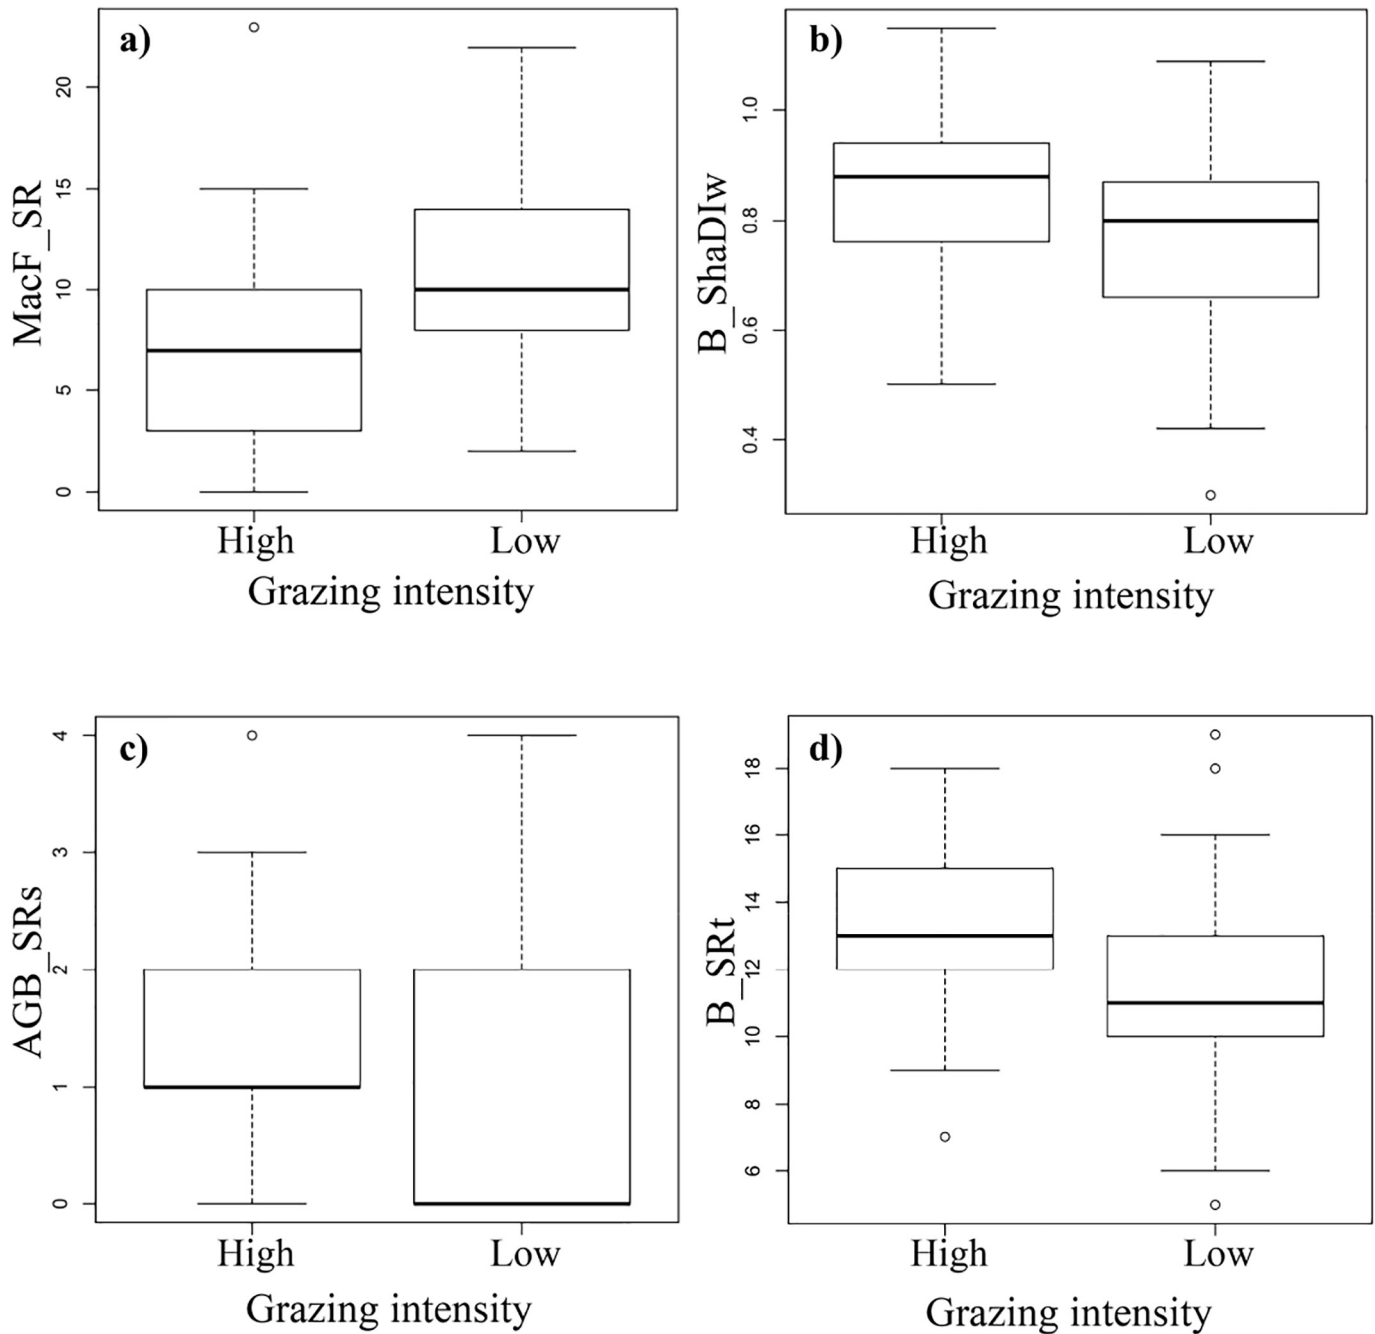 a)
MacF_SR
20
15
10
5
0
High Low
Grazing intensity
b)
B_ShaDIw
1.0
0.8
0.6
0.4
High Low
Grazing intensity
c)
AGB_SRs
4
3
2
1
0
High Low
Grazing intensity
d)
B_SRt
18
16
14
12
10
8
6
High Low
Grazing intensity